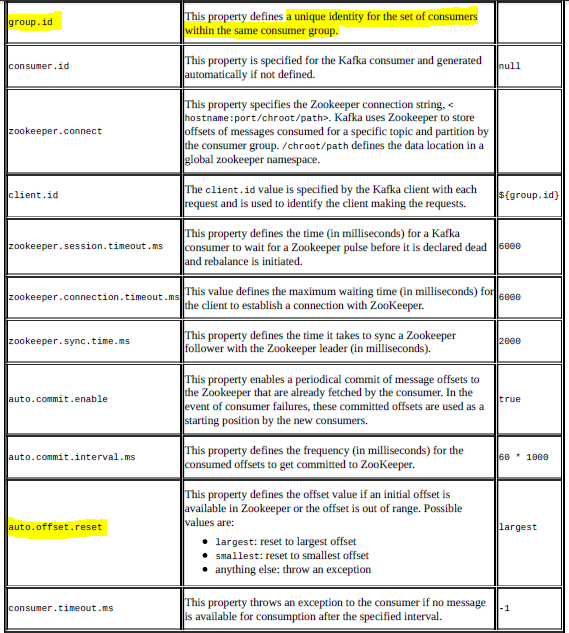 group.id
This property defines a unique identity for the set of consumers
within the same consumer group.
consumer.id
This property is specified for the Kafka consumer and generated
automatically if not defined.
null
zookeeper.connect
This property specifies the Zookeeper connection string, <
hostname:port/chroot/path>. Kafka uses Zookeeper to store
offsets of messages consumed for a specific topic and partition by
the consumer group. /chroot/path defines the data location in a
global zookeeper namespace.
client.id
The client.id value is specified by the Kafka client with each
request and is used to identify the client making the requests.
${group.id}
zookeeper.session.timeout.ms
This property defines the time (in milliseconds) for a Kafka
consumer to wait for a Zookeeper pulse before it is declared dead
and rebalance is initiated.
6000
zookeeper.connection.timeout.ms
This value defines the maximum waiting time (in milliseconds) for
the client to establish a connection with ZooKeeper.
6000
zookeeper.sync.time.ms
This property defines the time it takes to sync a Zookeeper
follower with the Zookeeper leader (in milliseconds).
2000
auto.commit.enable
This property enables a periodical commit of message offsets to
the Zookeeper that are already fetched by the consumer. In the
event of consumer failures, these committed offsets are used as a
starting position by the new consumers.
true
auto.commit.interval.ms
This property defines the frequency (in milliseconds) for the
consumed offsets to get committed to ZooKeeper.
60 * 1000
auto.offset.reset
This property defines the offset value if an initial offset is
available in Zookeeper or the offset is out of range. Possible
values are:
• largest: reset to largest offset
• smallest: reset to smallest offset
• anything else: throw an exception
largest
consumer.timeout.ms
This property throws an exception to the consumer if no message
is available for consumption after the specified interval.
-1